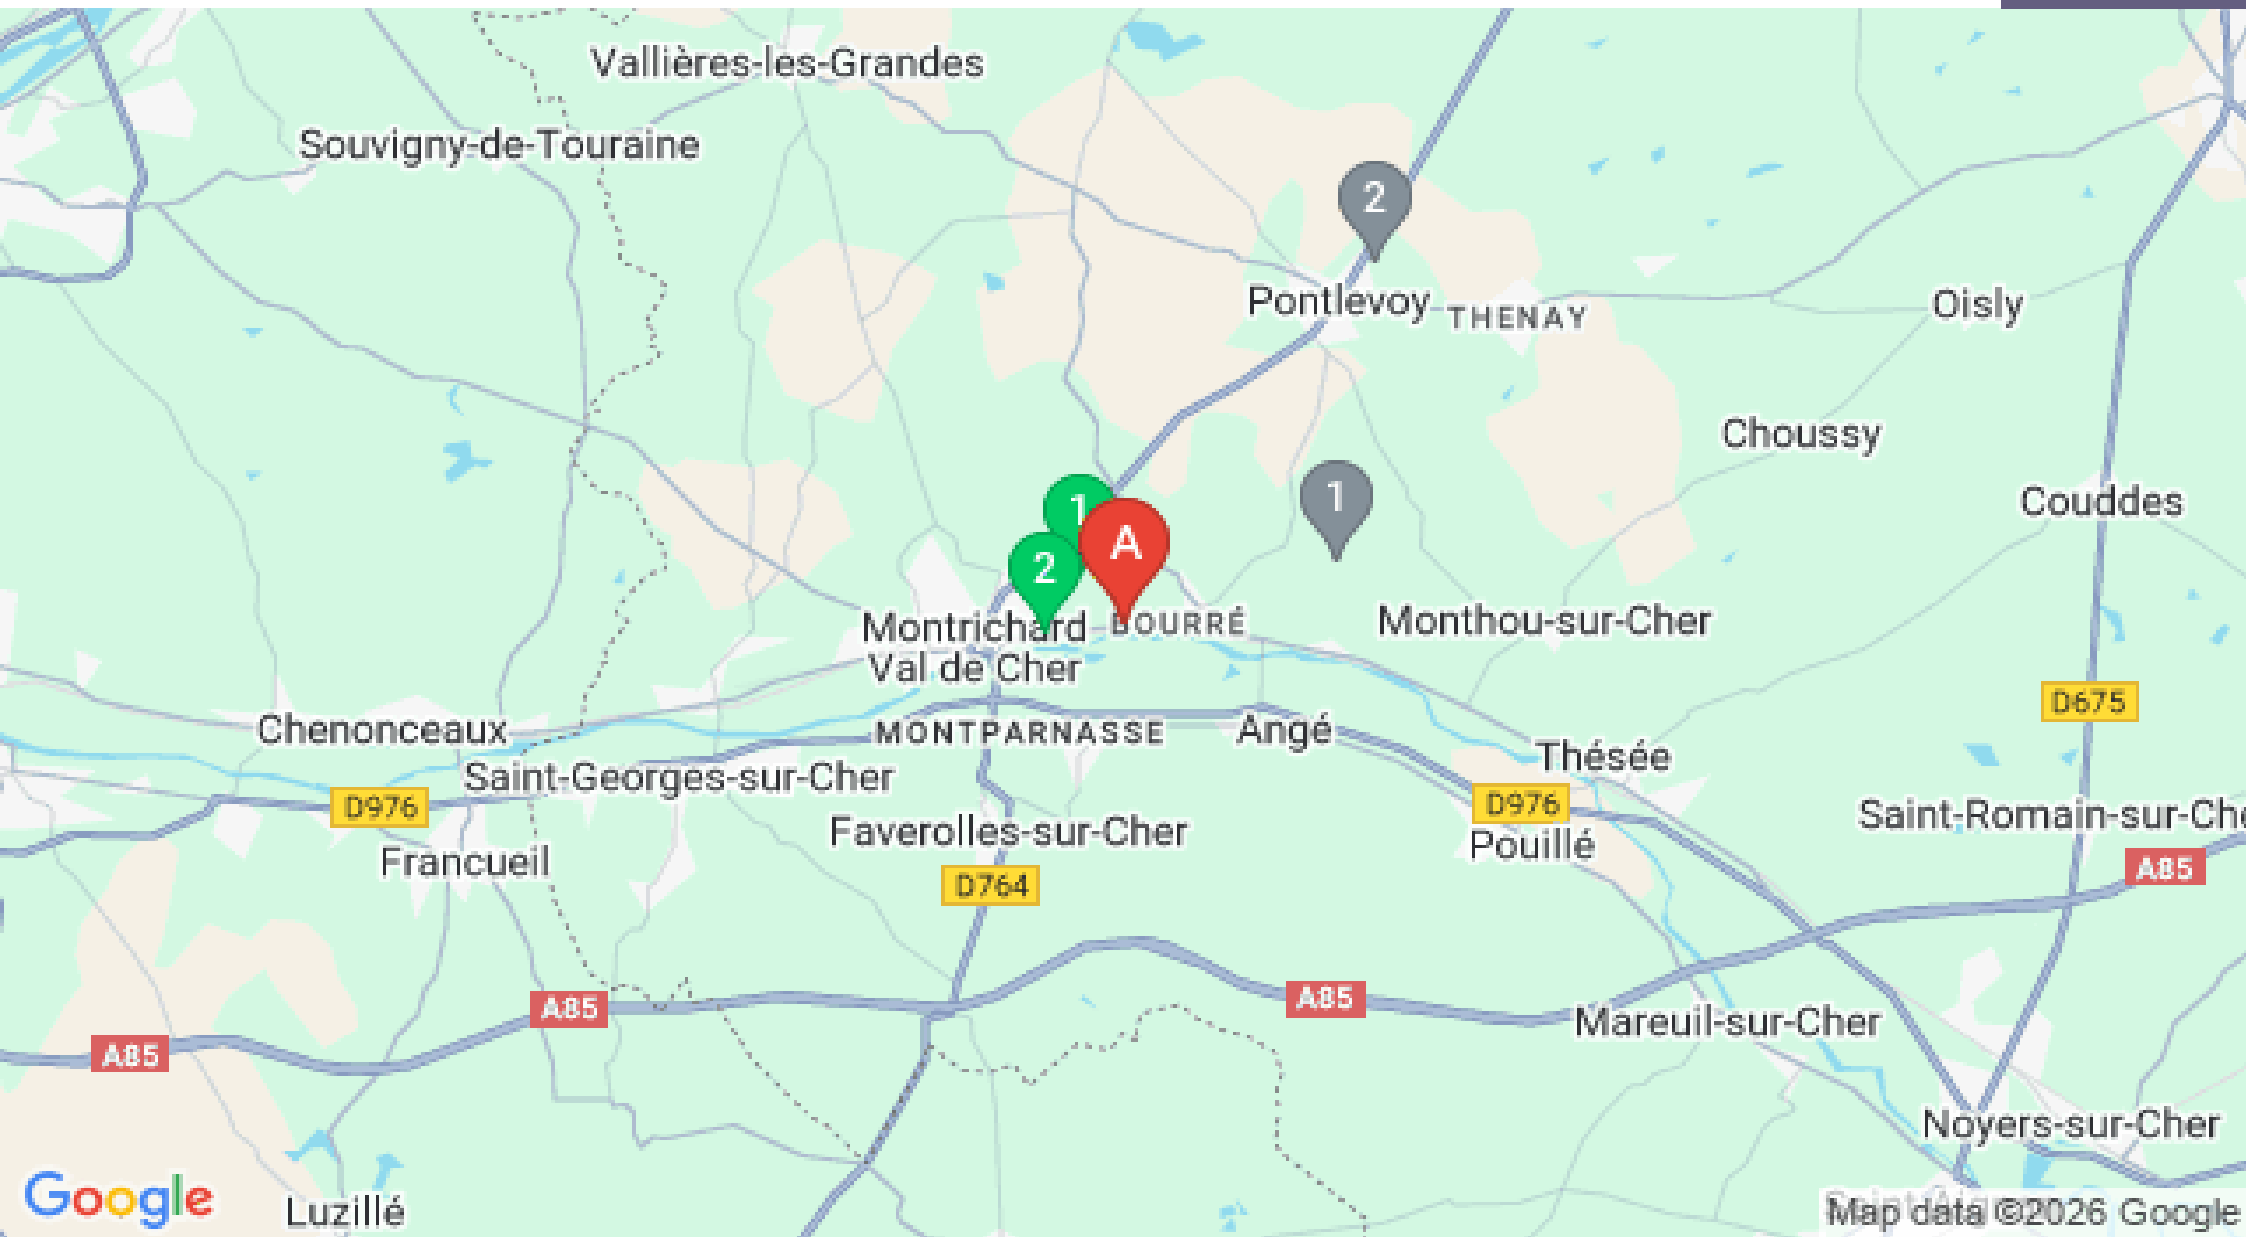 Vallières-les-Grandes
Souvigny-de-Touraine
2
Pontlevoy
THENAY
Oisly
Choussy
1
1
Couddes
A
2
Montrichard
Val de Cher
BOURRÉ
Monthou-sur-Cher
D675
Chenonceaux
MONTPARNASSE
Angé
Thésée
Saint-Georges-sur-Cher
D976
D976
Saint-Romain-sur-Che
Faverolles-sur-Cher
Pouillé
Francueil
D764
A85
A85
A85
A85
Mareuil-sur-Cher
Noyers-sur-Cher
Google
Luzillé
Map data ©2026 Google